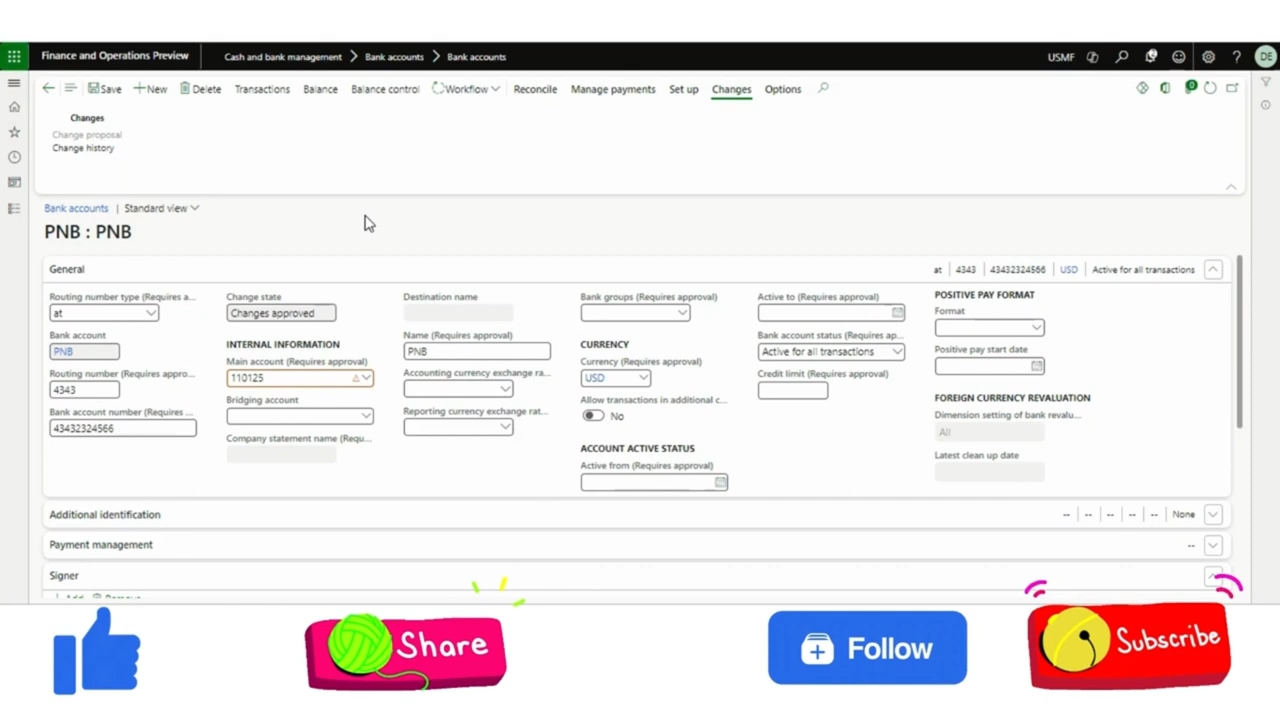 Finance and Operations Preview
Cash and bank management
Bank accounts
Bank accounts
USMF
DE
Save
New
Delete
Transactions
Balance
Balance control
Workflow
Reconcile
Manage payments
Set up
Changes
Options
0
Changes
Change proposal
Change history
Bank accounts | Standard view
PNB : PNB
General
at | 4343 | 43432324566 | USD | Active for all transactions
Routing number type (Requires a...
at
Bank account
PNB
Routing number (Requires appro...
4343
Bank account number (Requires ...
43432324566
Change state
Changes approved
INTERNAL INFORMATION
Main account (Requires approval)
110125
Bridging account
Company statement name (Requ...
Destination name
Name (Requires approval)
PNB
Accounting currency exchange ra...
Reporting currency exchange rat...
Bank groups (Requires approval)
CURRENCY
Currency (Requires approval)
USD
Allow transactions in additional c...
No
ACCOUNT ACTIVE STATUS
Active from (Requires approval)
Active to (Requires approval)
Bank account status (Requires ap...
Active for all transactions
Credit limit (Requires approval)
POSITIVE PAY FORMAT
Format
Positive pay start date
FOREIGN CURRENCY REVALUATION
Dimension setting of bank revalu...
All
Latest clean up date
Additional identification
-- | -- | -- | -- | -- | None
Payment management
--
Signer
Share
Follow
Subscribe